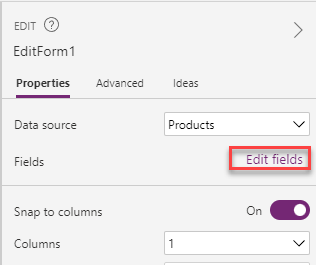 EDIT
EditForm1
Properties Advanced Ideas
Data source Products
Fields Edit fields
Snap to columns On
Columns 1